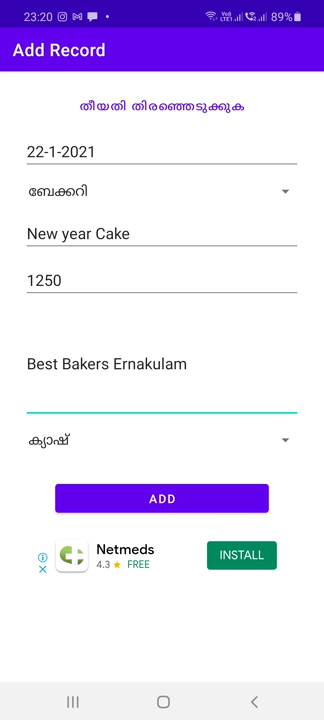 23:20 89%
Add Record
തീയതി തിരഞ്ഞെടുക്കുക
22-1-2021
ബേക്കറി
New year Cake
1250
Best Bakers Ernakulam
ക്യാഷ്
ADD
Netmeds
4.3 ★ FREE
INSTALL